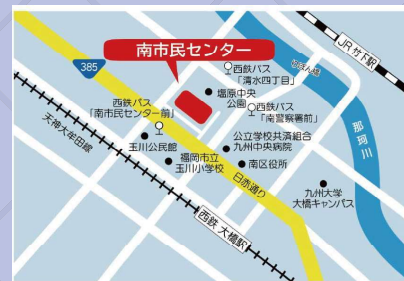 南市民センター
385
JR竹下駅
西鉄バス
「清水四丁目」
塩原中央
公園
西鉄バス
「南警察署前」
那珂川
西鉄バス
「南市民センター前」
天神大牟田線
玉川公民館
福岡市立
玉川小学校
公立学校共済組合
九州中央病院
南区役所
日赤通り
九州大学
大橋キャンパス
西鉄 大橋駅